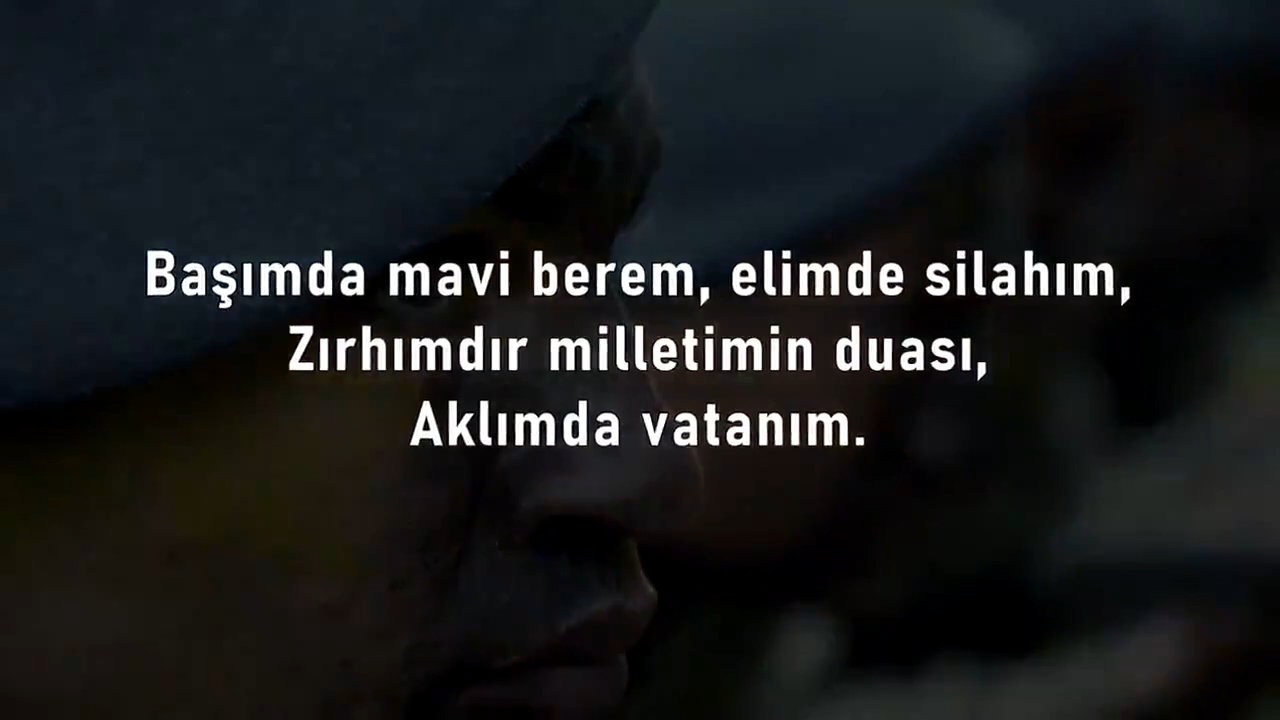 Başımda mavi berem, elimde silahım,
Zırhımdır milletimin duası,
Aklımda vatanım.